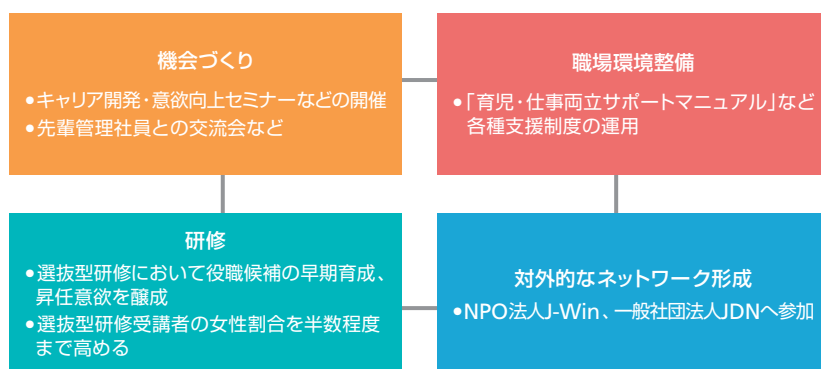 機会づくり
●キャリア開発・意欲向上セミナーなどの開催
●先輩管理社員との交流会など
職場環境整備
●「育児・仕事両立サポートマニュアル」など
各種支援制度の運用
研修
●選抜型研修において役職候補の早期育成、
昇任意欲を醸成
●選抜型研修受講者の女性割合を半数程度
まで高める
対外的なネットワーク形成
●NPO法人J-Win、一般社団法人JDNへ参加